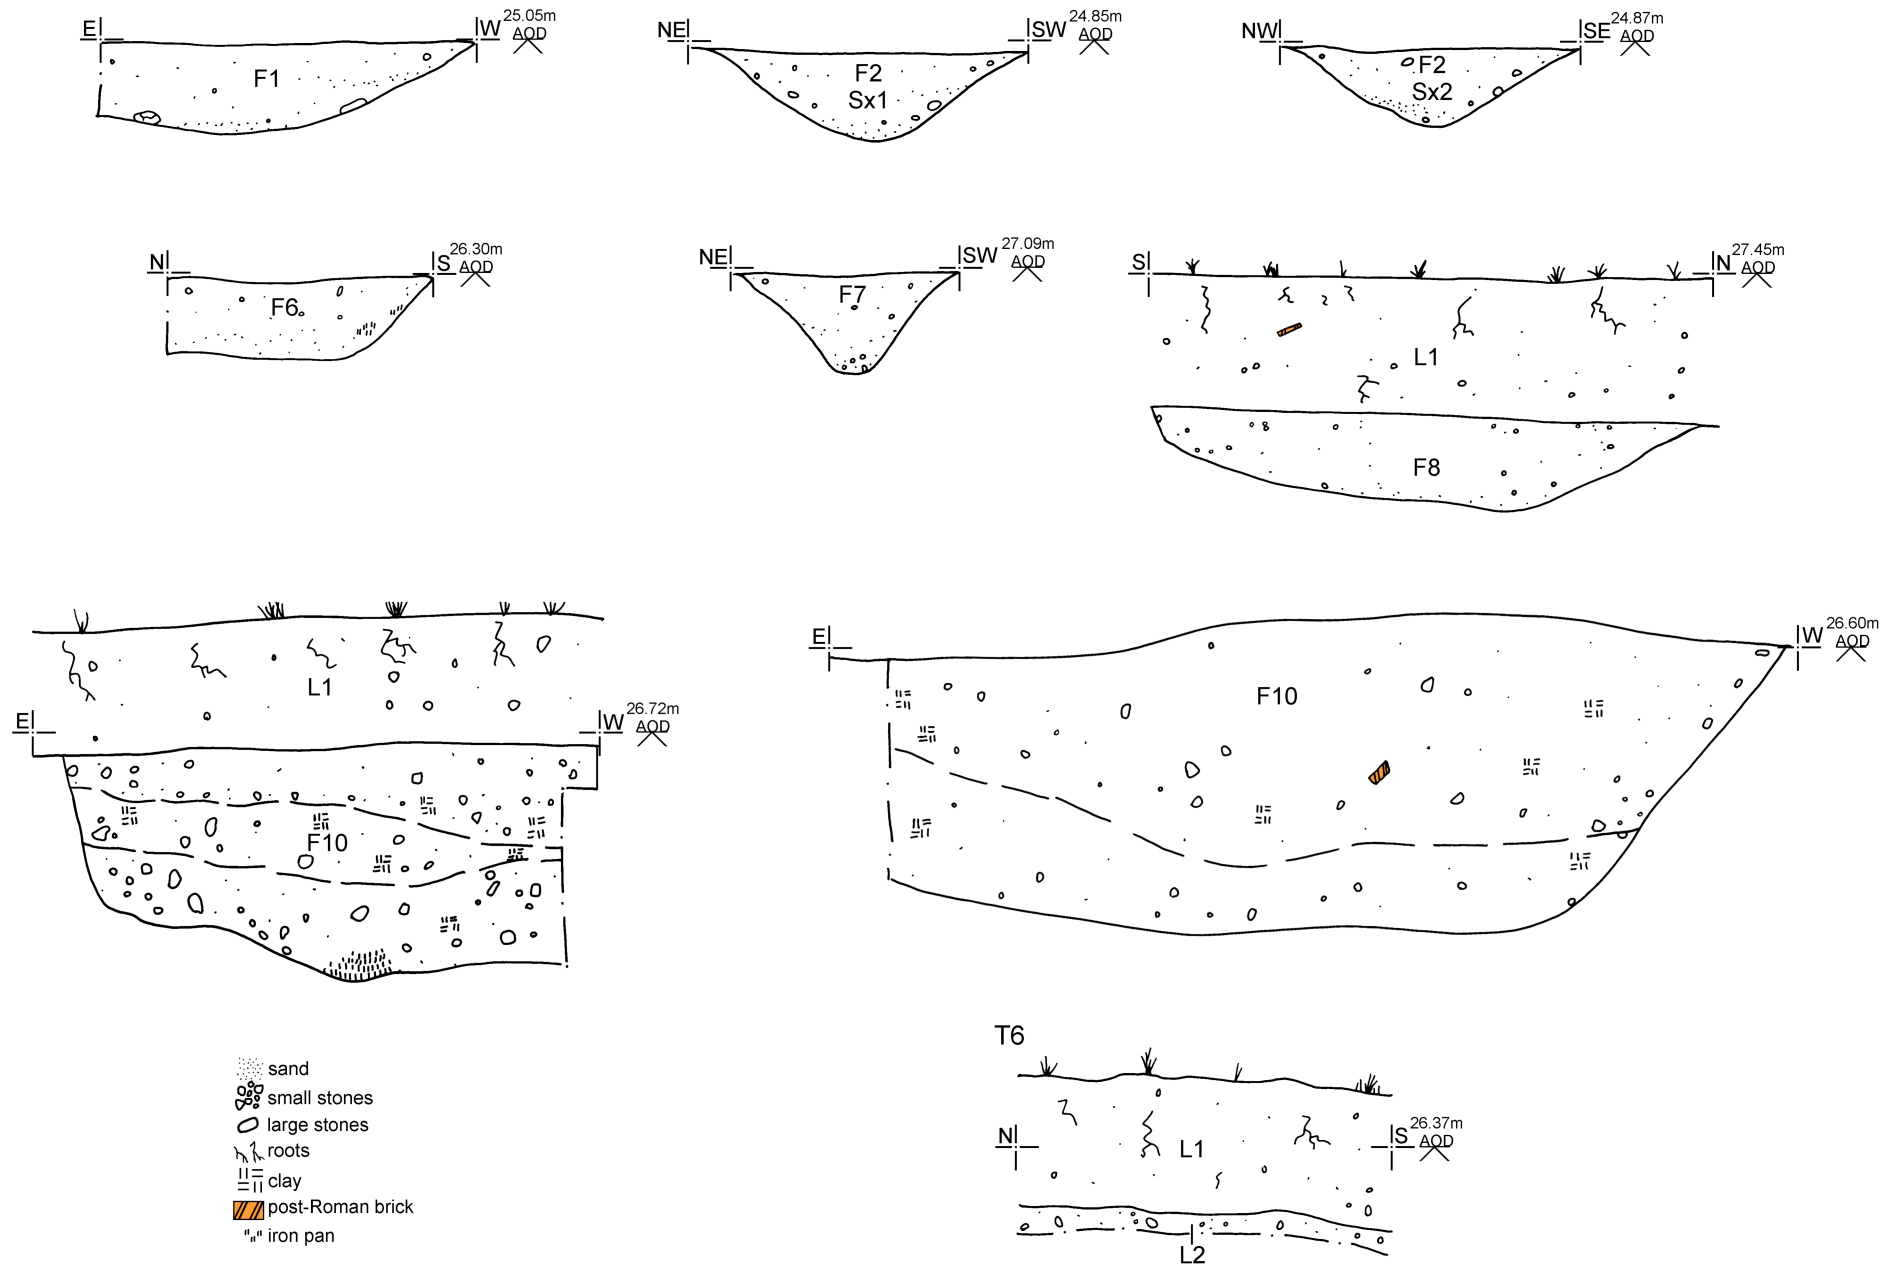 E W 25.05m
AOD
F1
NE SW 24.85m
AOD
F2
Sx1
NW SE 24.87m
AOD
F2
Sx2
N S 26.30m
AOD
F6
NE SW 27.09m
AOD
F7
S N 27.45m
AOD
L1
F8
L1
E W 26.72m
AOD
F10
E W 26.60m
AOD
F10
sand
small stones
large stones
roots
clay
post-Roman brick
iron pan
T6
N S 26.37m
AOD
L1
L2